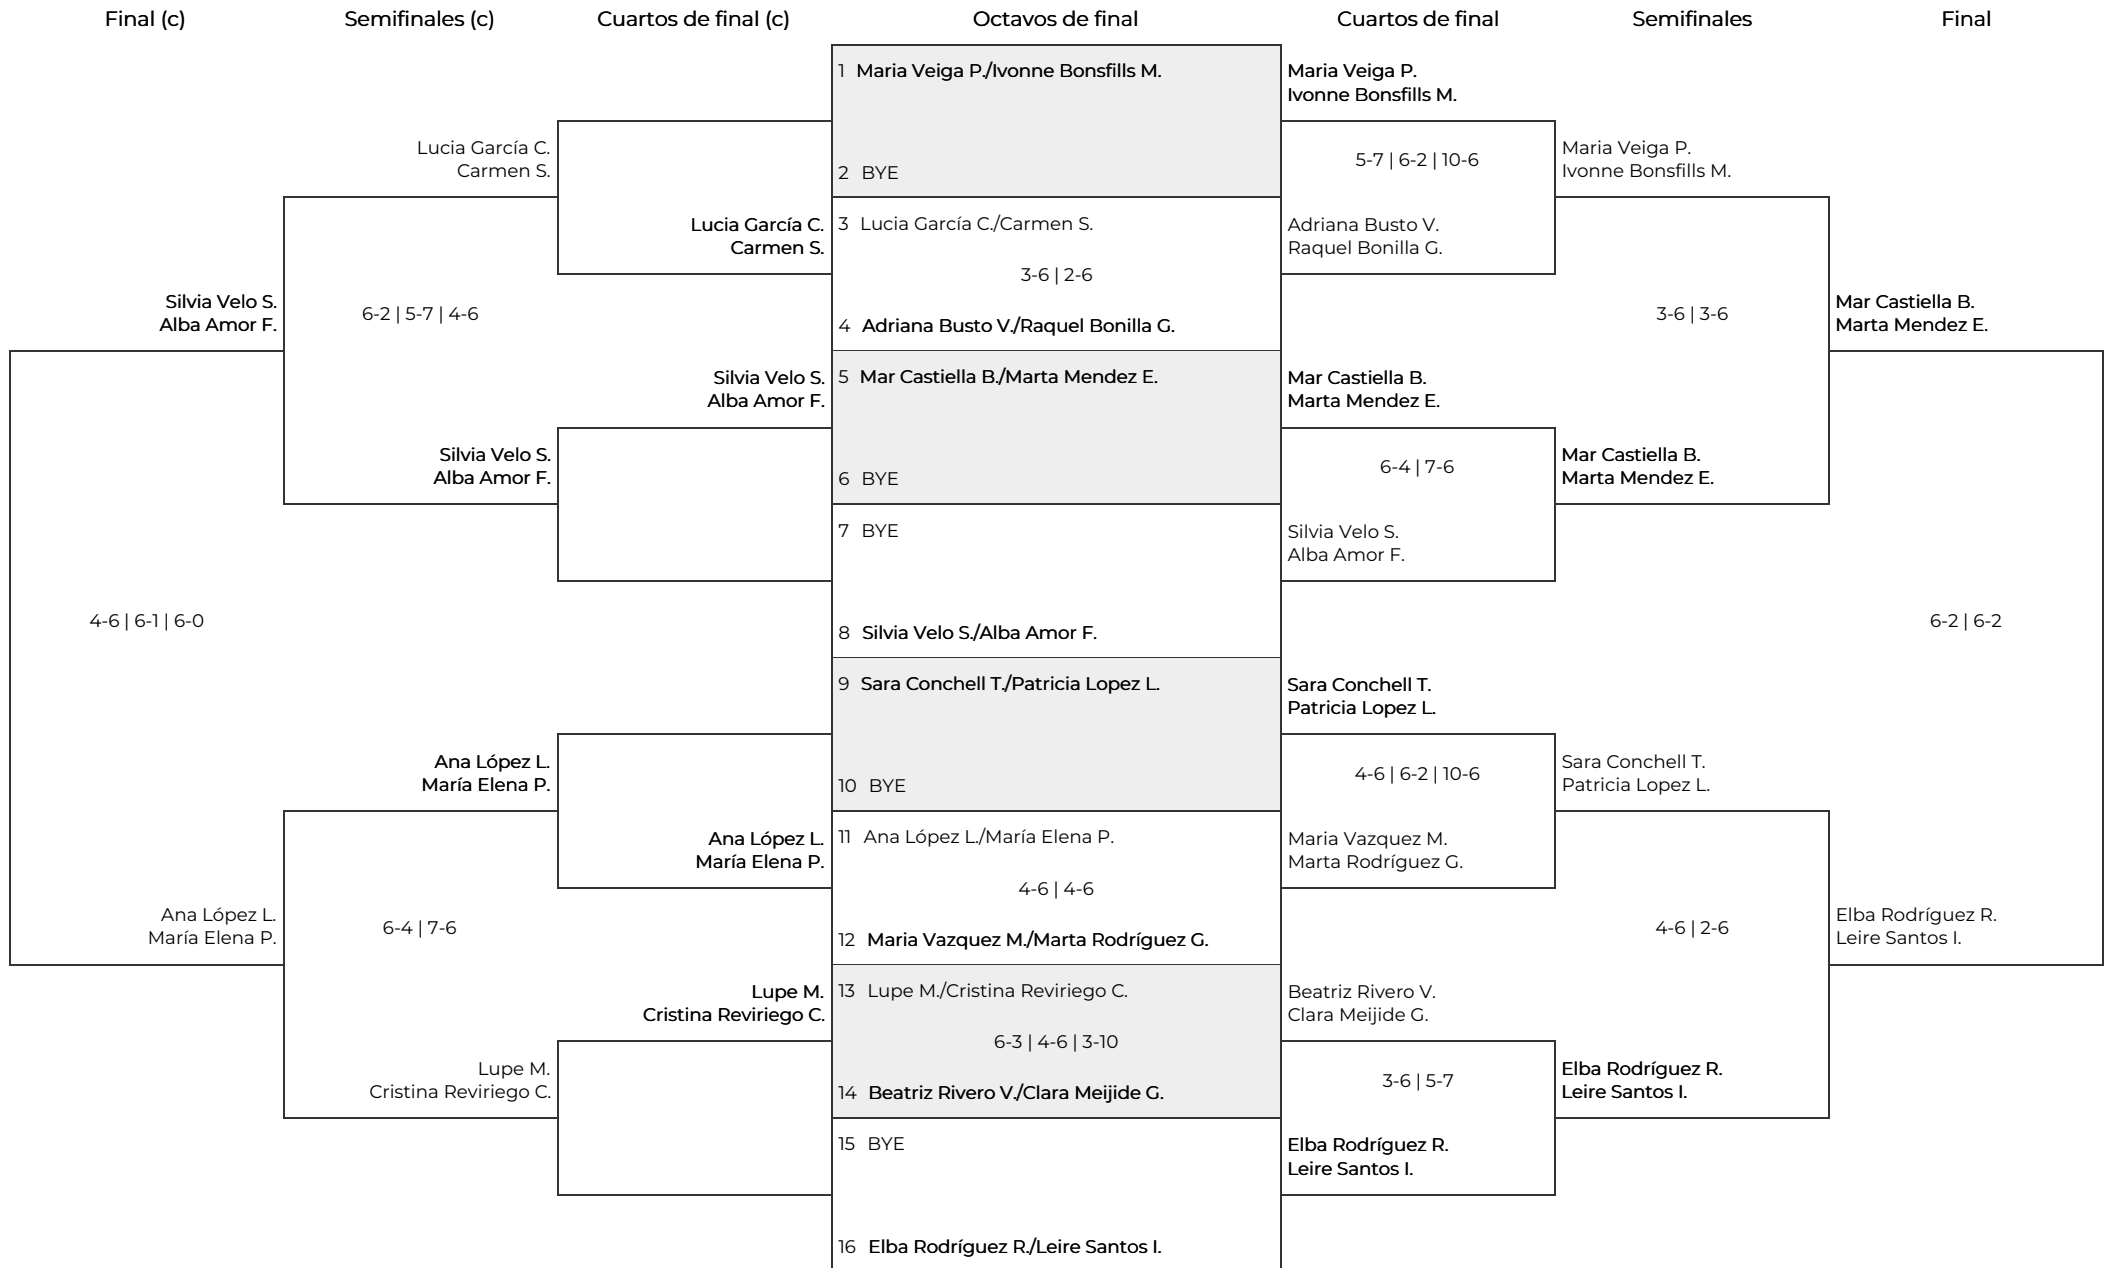 Final (c)
Semifinales (c)
Cuartos de final (c)
Octavos de final
Cuartos de final
Semifinales
Final
Silvia Velo S.
Alba Amor F.
4-6 | 6-1 | 6-0
Ana López L.
María Elena P.
Lucia García C.
Carmen S.
6-2 | 5-7 | 4-6
Silvia Velo S.
Alba Amor F.
Ana López L.
María Elena P.
6-4 | 7-6
Lupe M.
Cristina Reviriego C.
Lucia García C.
Carmen S.
Silvia Velo S.
Alba Amor F.
Ana López L.
María Elena P.
Lupe M.
Cristina Reviriego C.
1 Maria Veiga P./Ivonne Bonsfills M.
2 BYE
3 Lucia García C./Carmen S.
3-6 | 2-6
4 Adriana Busto V./Raquel Bonilla G.
5 Mar Castiella B./Marta Mendez E.
6 BYE
7 BYE
8 Silvia Velo S./Alba Amor F.
9 Sara Conchell T./Patricia Lopez L.
10 BYE
11 Ana López L./María Elena P.
4-6 | 4-6
12 Maria Vazquez M./Marta Rodríguez G.
13 Lupe M./Cristina Reviriego C.
6-3 | 4-6 | 3-10
14 Beatriz Rivero V./Clara Meijide G.
15 BYE
16 Elba Rodríguez R./Leire Santos I.
Maria Veiga P.
Ivonne Bonsfills M.
5-7 | 6-2 | 10-6
Adriana Busto V.
Raquel Bonilla G.
Mar Castiella B.
Marta Mendez E.
6-4 | 7-6
Silvia Velo S.
Alba Amor F.
Sara Conchell T.
Patricia Lopez L.
4-6 | 6-2 | 10-6
Maria Vazquez M.
Marta Rodríguez G.
Beatriz Rivero V.
Clara Meijide G.
3-6 | 5-7
Elba Rodríguez R.
Leire Santos I.
Maria Veiga P.
Ivonne Bonsfills M.
3-6 | 3-6
Mar Castiella B.
Marta Mendez E.
Sara Conchell T.
Patricia Lopez L.
4-6 | 2-6
Elba Rodríguez R.
Leire Santos I.
Mar Castiella B.
Marta Mendez E.
6-2 | 6-2
Elba Rodríguez R.
Leire Santos I.